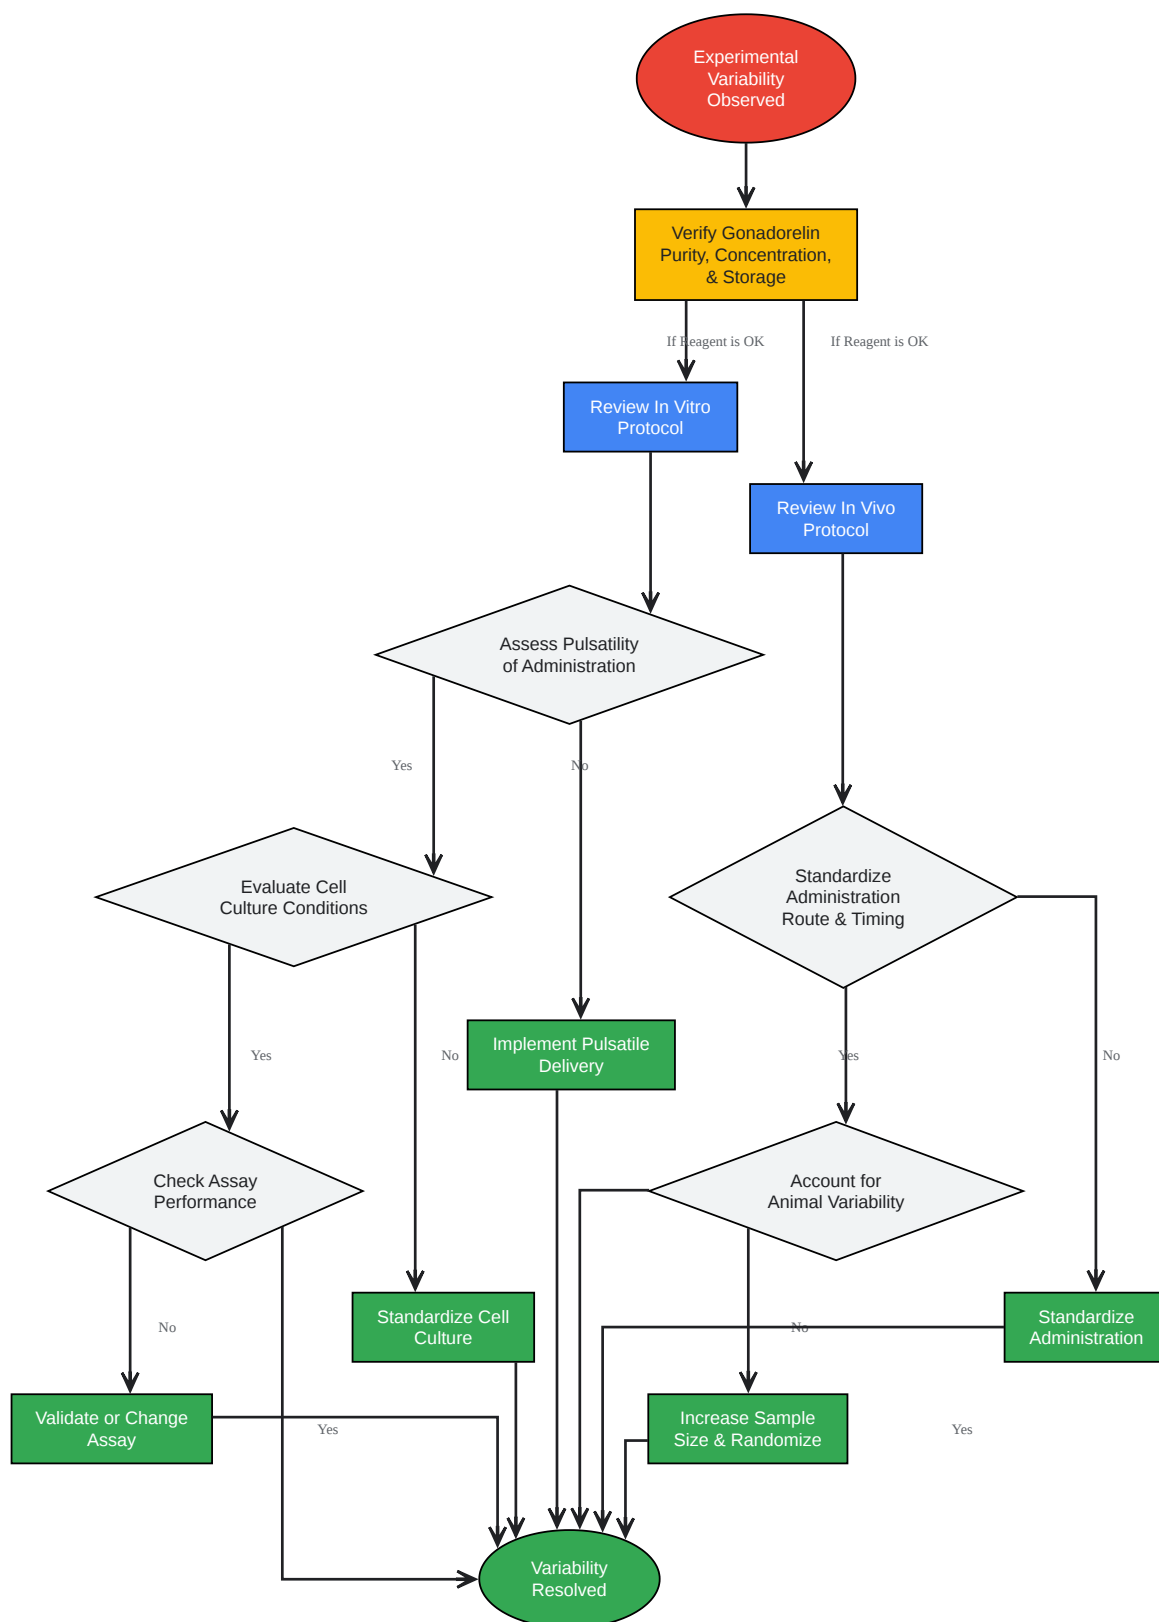 Experimental
Variability
Observed
Verify Gonadorelin
Purity, Concentration,
& Storage
If Reagent is OK
If Reagent is OK
Review In Vitro
Protocol
Review In Vivo
Protocol
Assess Pulsatility
of Administration
Yes
No
Evaluate Cell
Culture Conditions
Standardize
Administration
Route & Timing
Yes
No
Implement Pulsatile
Delivery
Yes
No
Check Assay
Performance
Account for
Animal Variability
No
Standardize Cell
Culture
No
Standardize
Administration
Validate or Change
Assay
Yes
Increase Sample
Size & Randomize
Yes
Variability
Resolved